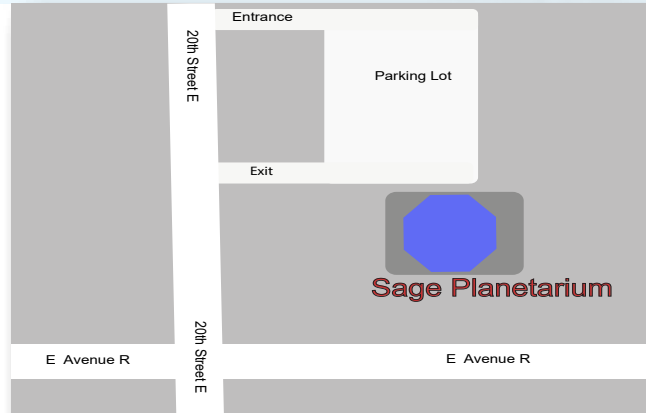 Entrance
20th Street E
Parking Lot
Exit
Sage Planetarium
20th Street E
E Avenue R
E Avenue R